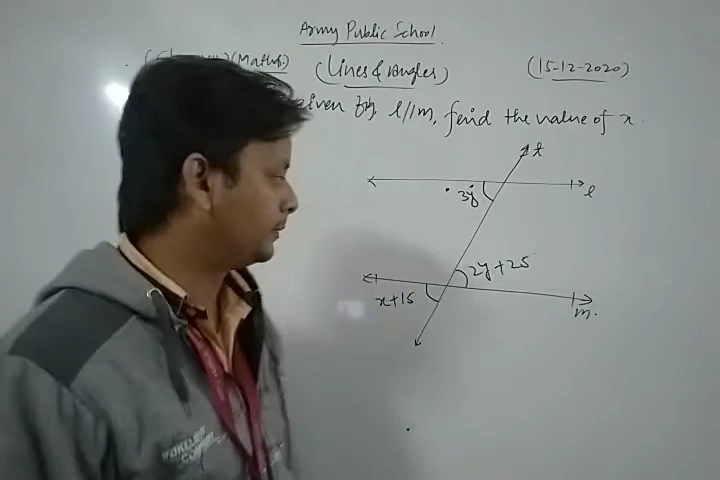 Army Public School
(Maths)
(Lines & Angles)
(15-12-2020)
given fig. l//m, find the value of x.
t
3y
l
2y+25
x+15
m.